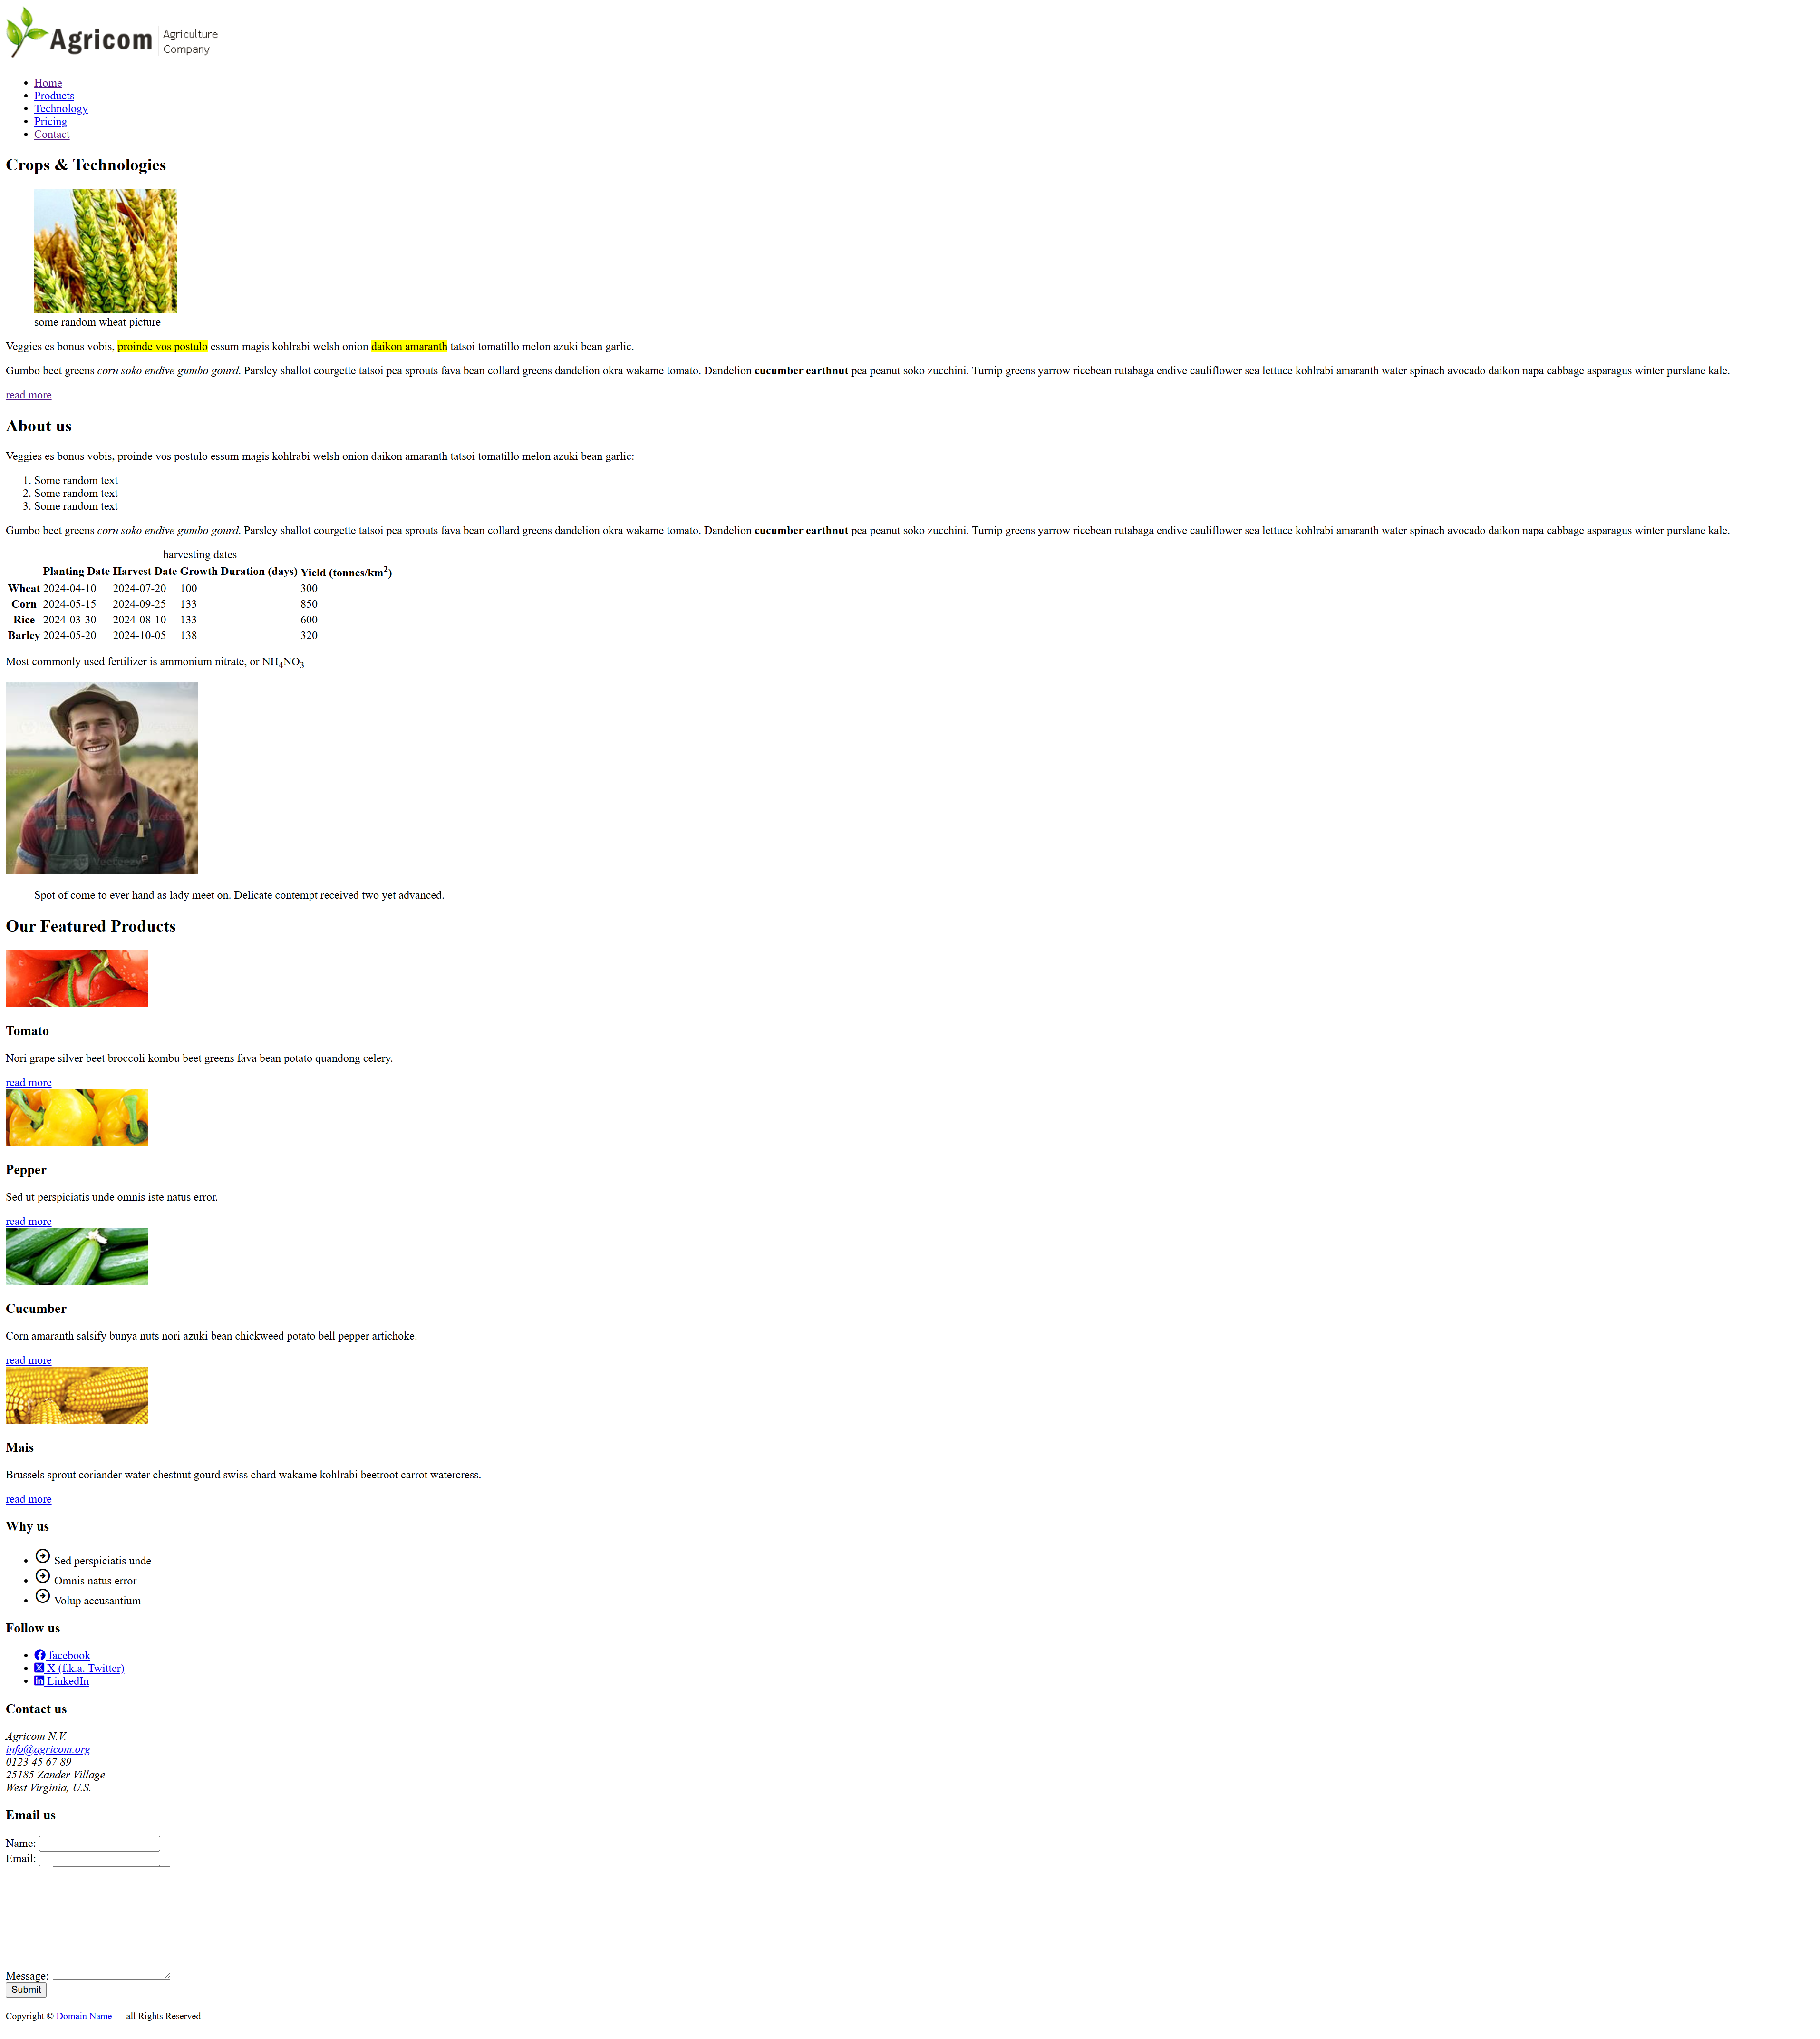 Agricom
Agriculture
Company
Home
Products
Technology
Pricing
Contact
Crops & Technologies
some random wheat picture
Veggies es bonus vobis, proinde vos postulo essum magis kohlrabi welsh onion daikon amaranth tatsoi tomatillo melon azuki bean garlic.
Gumbo beet greens corn soko endive gumbo gourd. Parsley shallot courgette tatsoi pea sprouts fava bean collard greens dandelion okra wakame tomato. Dandelion cucumber earthnut pea peanut soko zucchini. Turnip greens yarrow ricebean rutabaga endive cauliflower sea lettuce kohlrabi amaranth water spinach avocado daikon napa cabbage asparagus winter purslane kale.
read more
About us
Veggies es bonus vobis, proinde vos postulo essum magis kohlrabi welsh onion daikon amaranth tatsoi tomatillo melon azuki bean garlic:
1. Some random text
2. Some random text
3. Some random text
Gumbo beet greens corn soko endive gumbo gourd. Parsley shallot courgette tatsoi pea sprouts fava bean collard greens dandelion okra wakame tomato. Dandelion cucumber earthnut pea peanut soko zucchini. Turnip greens yarrow ricebean rutabaga endive cauliflower sea lettuce kohlrabi amaranth water spinach avocado daikon napa cabbage asparagus winter purslane kale.
harvesting dates
Planting Date Harvest Date Growth Duration (days) Yield (tonnes/km²)
Wheat 2024-04-10 2024-07-20 100 300
Corn 2024-05-15 2024-09-25 133 850
Rice 2024-03-30 2024-08-10 133 600
Barley 2024-05-20 2024-10-05 138 320
Most commonly used fertilizer is ammonium nitrate, or NH₄NO₃
Vecteezy
Spot of come to ever hand as lady meet on. Delicate contempt received two yet advanced.
Our Featured Products
Tomato
Nori grape silver beet broccoli kombu beet greens fava bean potato quandong celery.
read more
Pepper
Sed ut perspiciatis unde omnis iste natus error.
read more
Cucumber
Corn amaranth salsify bunya nuts nori azuki bean chickweed potato bell pepper artichoke.
read more
Mais
Brussels sprout coriander water chestnut gourd swiss chard wakame kohlrabi beetroot carrot watercress.
read more
Why us
Sed perspiciatis unde
Omnis natus error
Volup accusantium
Follow us
facebook
X (f.k.a. Twitter)
LinkedIn
Contact us
Agricom N.V.
info@agricom.org
0123 45 67 89
25185 Zander Village
West Virginia, U.S.
Email us
Name:
Email:
Message:
Submit
Copyright © Domain Name — all Rights Reserved